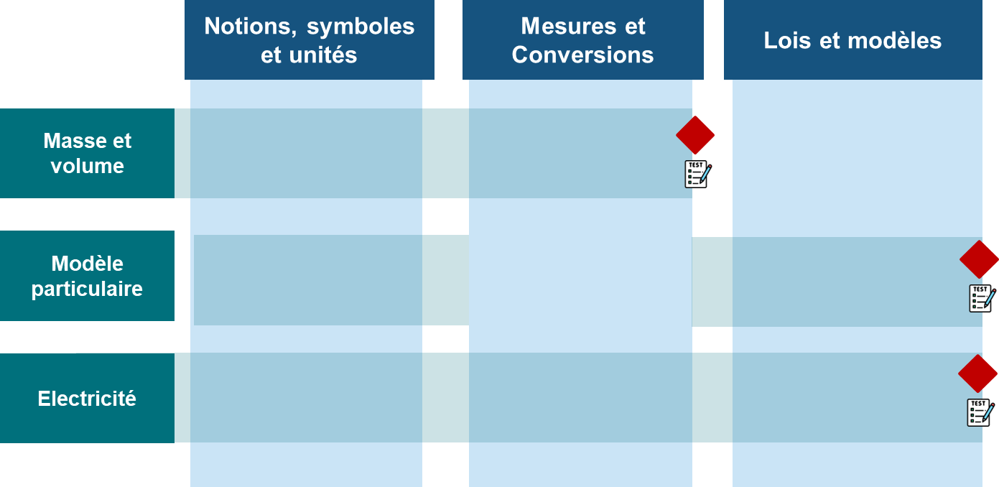 Notions, symboles
et unités
Mesures et
Conversions
Lois et modèles
Masse et
volume
TEST
Modèle
particulaire
TEST
Electricité
TEST